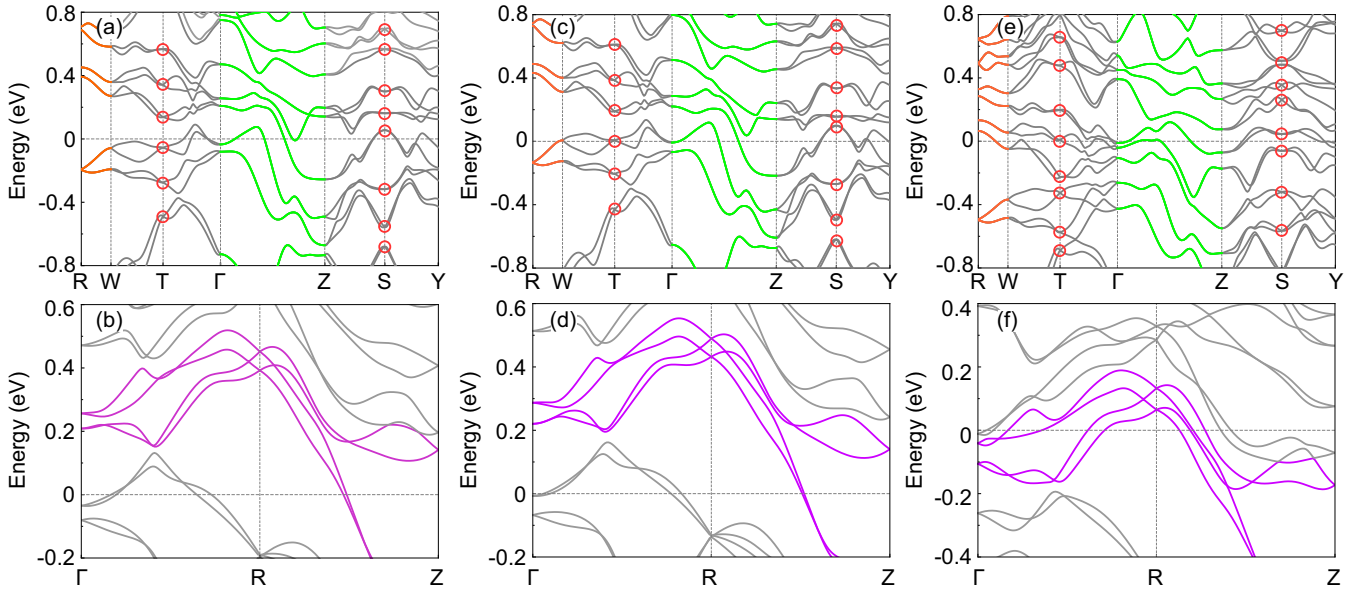 (a)
Energy (eV)
0.8
0.4
0
-0.4
-0.8
R W T Γ Z S Y
(c)
Energy (eV)
0.8
0.4
0
-0.4
-0.8
R W T Γ Z S Y
(e)
Energy (eV)
0.8
0.4
0
-0.4
-0.8
R W T Γ Z S Y
(b)
Energy (eV)
0.6
0.4
0.2
0
-0.2
Γ R Z
(d)
Energy (eV)
0.6
0.4
0.2
0
-0.2
Γ R Z
(f)
Energy (eV)
0.4
0.2
0
-0.2
-0.4
Γ R Z